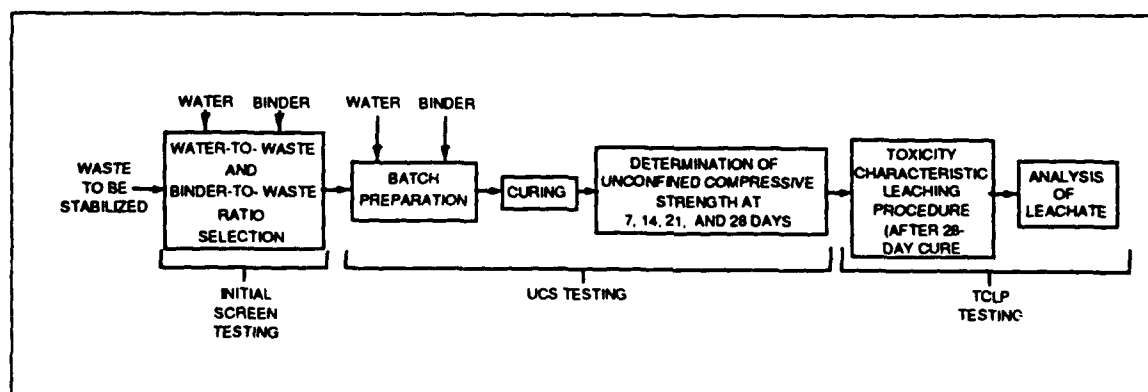 WATER BINDER
WASTE
TO BE
STABILIZED
WATER-TO- WASTE
AND
BINDER-TO- WASTE
RATIO
SELECTION
WATER BINDER
BATCH
PREPARATION
CURING
DETERMINATION OF
UNCONFINED COMPRESSIVE
STRENGTH AT
7, 14, 21, AND 28 DAYS
TOXICITY
CHARACTERISTIC
LEACHING
PROCEDURE
(AFTER 28-
DAY CURE
ANALYSIS
OF
LEACHATE
INITIAL
SCREEN
TESTING
UCS TESTING
TCLP
TESTING